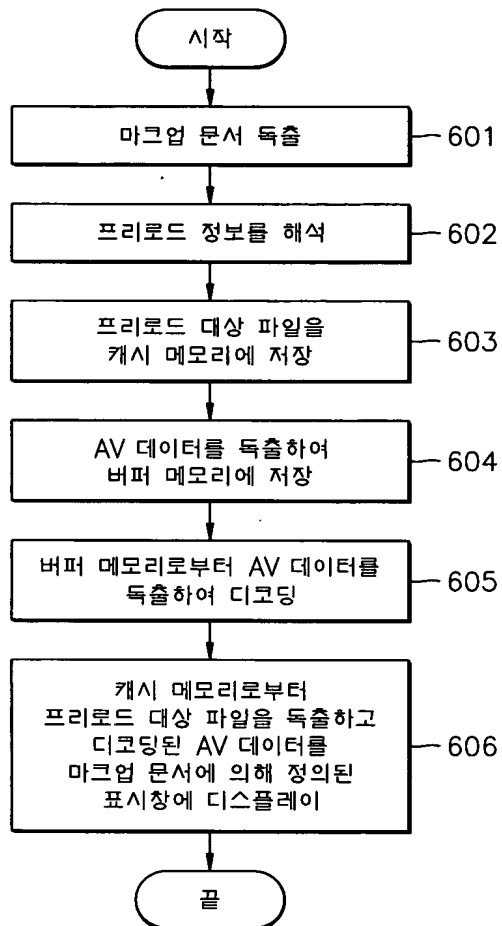 시작
마크업 문서 독출
601
프리로드 정보를 해석
602
프리로드 대상 파일을
캐시 메모리에 저장
603
AV 데이터를 독출하여
버퍼 메모리에 저장
604
버퍼 메모리로부터 AV 데이터를
독출하여 디코딩
605
캐시 메모리로부터
프리로드 대상 파일을 독출하고
디코딩된 AV 데이터를
마크업 문서에 의해 정의된
표시창에 디스플레이
606
끝